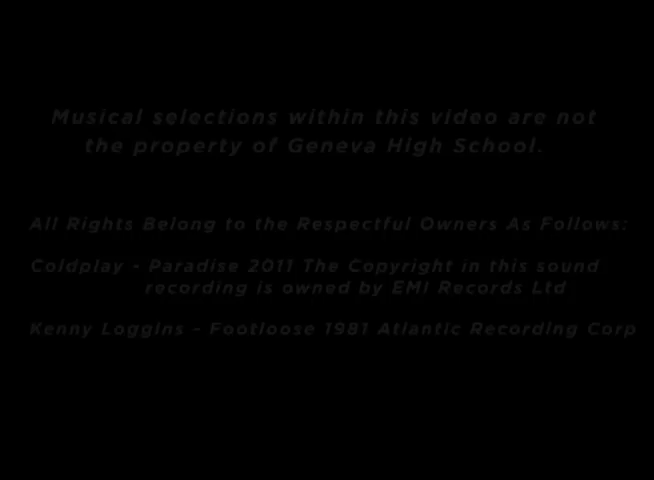 Musical selections within this video are not
the property of Geneva High School.
All Rights Belong to the Respectful Owners As Follows:
Coldplay - Paradise 2011 The Copyright in this sound
recording is owned by EMI Records Ltd
Kenny Loggins - Footloose 1981 Atlantic Recording Corp